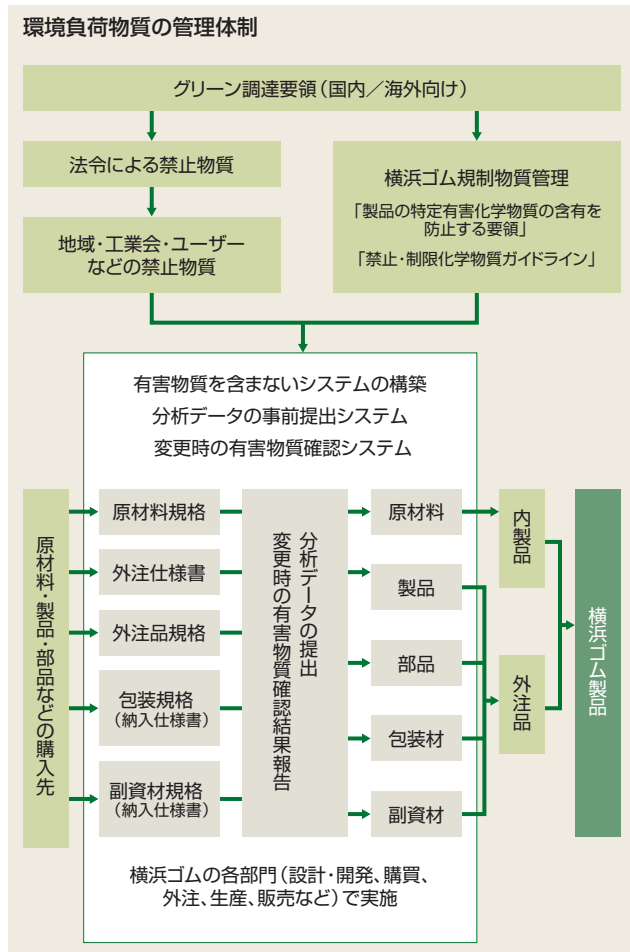 環境負荷物質の管理体制
グリーン調達要領（国内／海外向け）
法令による禁止物質
地域・工業会・ユーザー
などの禁止物質
横浜ゴム規制物質管理
「製品の特定有害化学物質の含有を
防止する要領」
「禁止・制限化学物質ガイドライン」
有害物質を含まないシステムの構築
分析データの事前提出システム
変更時の有害物質確認システム
原材料・製品・部品などの購入先
原材料規格
外注仕様書
外注品規格
包装規格
（納入仕様書）
副資材規格
（納入仕様書）
分析データの提出
変更時の有害物質確認結果報告
原材料
製品
部品
包装材
副資材
内製品
外注品
横浜ゴム製品
横浜ゴムの各部門（設計・開発、購買、
外注、生産、販売など）で実施